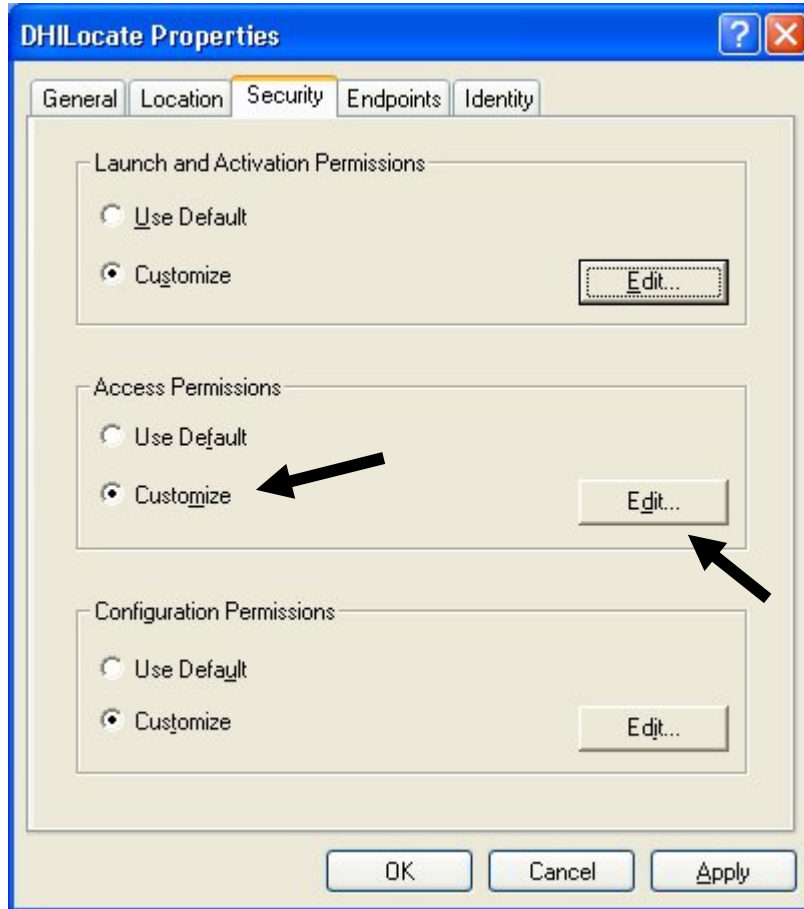 DHILocate Properties
General Location Security Endpoints Identity
Launch and Activation Permissions
Use Default
Customize
Edit...
Access Permissions
Use Default
Customize
Edit...
Configuration Permissions
Use Default
Customize
Edit...
OK Cancel Apply